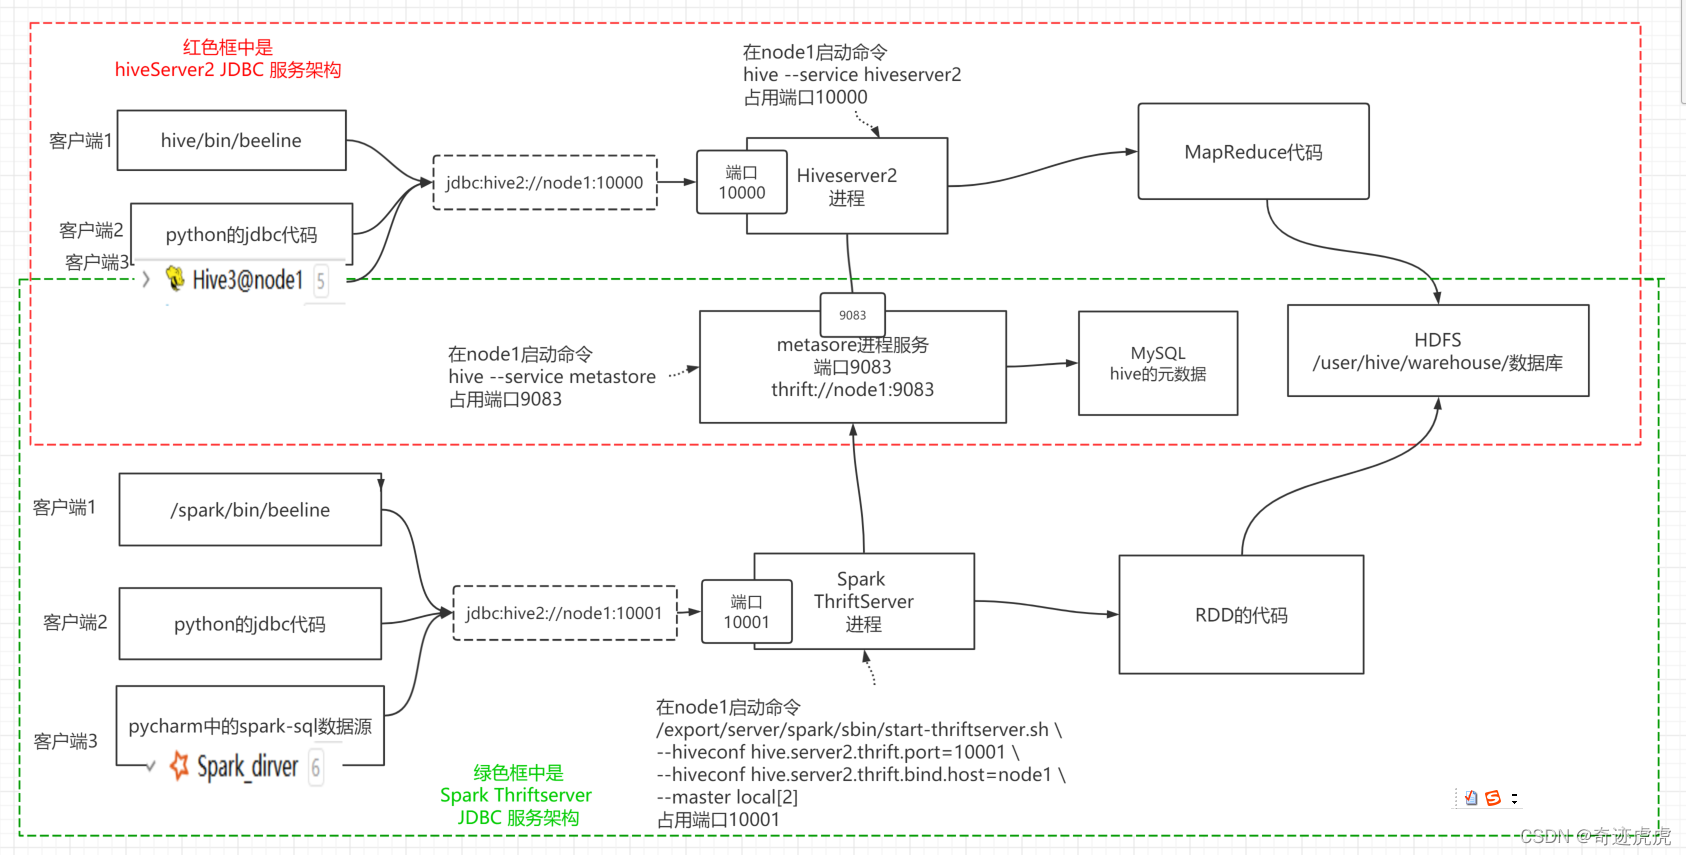 红色框中是
hiveServer2 JDBC 服务架构
在node1启动命令
hive --service hiveserver2
占用端口10000
客户端1
hive/bin/beeline
jdbc:hive2://node1:10000
端口
10000
Hiveserver2
进程
MapReduce代码
客户端2
python的jdbc代码
客户端3
Hive3@node1 5
9083
metasore进程服务
端口9083
thrift://node1:9083
在node1启动命令
hive --service metastore
占用端口9083
MySQL
hive的元数据
HDFS
/user/hive/warehouse/数据库
客户端1
/spark/bin/beeline
客户端2
python的jdbc代码
jdbc:hive2://node1:10001
端口
10001
Spark
ThriftServer
进程
RDD的代码
客户端3
pycharm中的spark-sql数据源
Spark_dirver 6
绿色框中是
Spark Thriftserver
JDBC 服务架构
在node1启动命令
/export/server/spark/sbin/start-thriftserver.sh \
--hiveconf hive.server2.thrift.port=10001 \
--hiveconf hive.server2.thrift.bind.host=node1 \
--master local[2]
占用端口10001
CSDN @奇迹虎虎